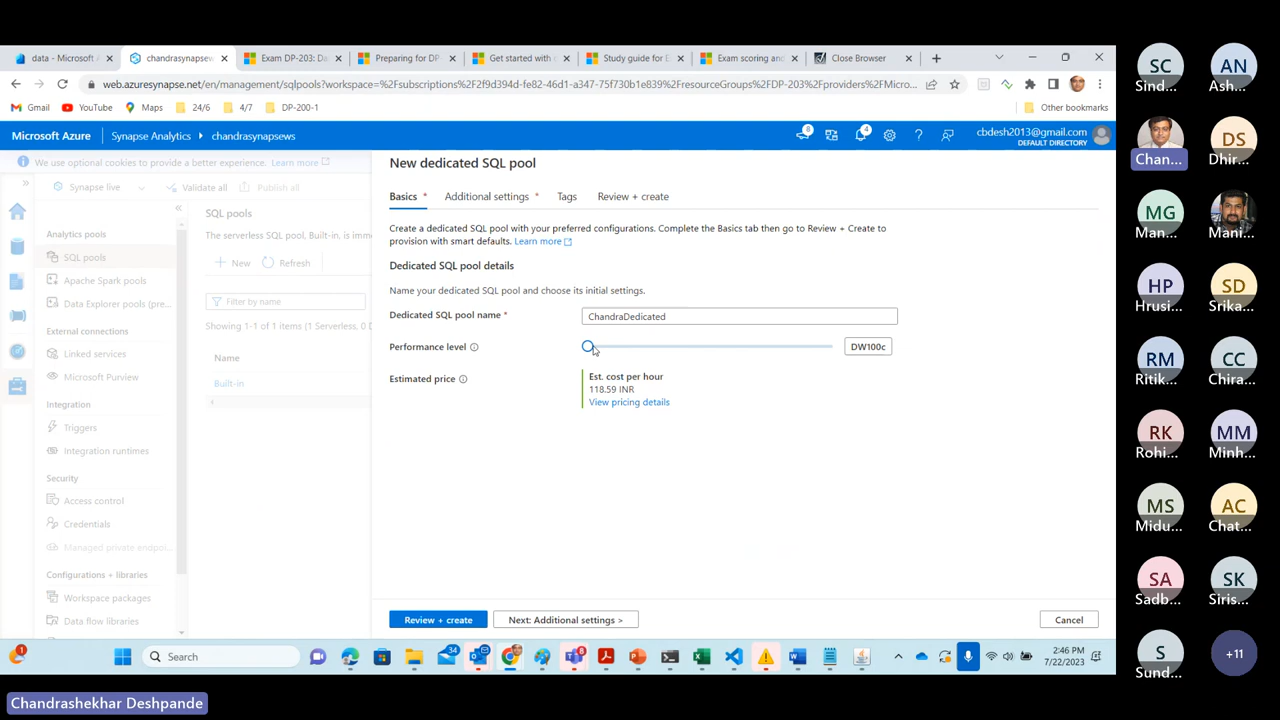 data - Microsoft A
chandrasynapsew
Exam DP-203: Da
Preparing for DP
Get started with
Study guide for E
Exam scoring and
Close Browser
web.azuresynapse.net/en/management/sqlpools?workspace=%2Fsubscriptions%2F2f9d394d-fe82-46d1-a3a5-75f730b1e839%2FresourceGroups%2FDP-203%2Fproviders%2FMicro...
Gmail
YouTube
Maps
24/6
4/7
DP-200-1
Other bookmarks
Microsoft Azure
Synapse Analytics
chandrasynapsews
8
4
cbdesh2013@gmail.com
DEFAULT DIRECTORY
We use optional cookies to provide a better experience. Learn more
Synapse live
Validate all
Publish all
Analytics pools
SQL pools
Apache Spark pools
Data Explorer pools (pre...
External connections
Linked services
Microsoft Purview
Integration
Triggers
Integration runtimes
Security
Access control
Credentials
Managed private endpoi...
Configurations + libraries
Workspace packages
Data flow libraries
SQL pools
The serverless SQL pool, Built-in, is imm
New
Refresh
Filter by name
Showing 1-1 of 1 items (1 Serverless, 0 D
Name
Built-in
New dedicated SQL pool
Basics *
Additional settings *
Tags
Review + create
Create a dedicated SQL pool with your preferred configurations. Complete the Basics tab then go to Review + Create to
provision with smart defaults. Learn more
Dedicated SQL pool details
Name your dedicated SQL pool and choose its initial settings.
Dedicated SQL pool name *
ChandraDedicated
Performance level
DW100c
Estimated price
Est. cost per hour
118.59 INR
View pricing details
Review + create
Next: Additional settings >
Cancel
1
Search
34
8
2:46 PM
7/22/2023
SC
Sind...
AN
Ash...
Chan...
DS
Dhir...
MG
Man...
Mani...
HP
Hrusi...
SD
Srika...
RM
Ritik...
CC
Chira...
RK
Rohi...
MM
Minh...
MS
Midu...
AC
Chat...
SA
Sadb...
SK
Siris...
S
Sund...
+11
Chandrashekhar Deshpande